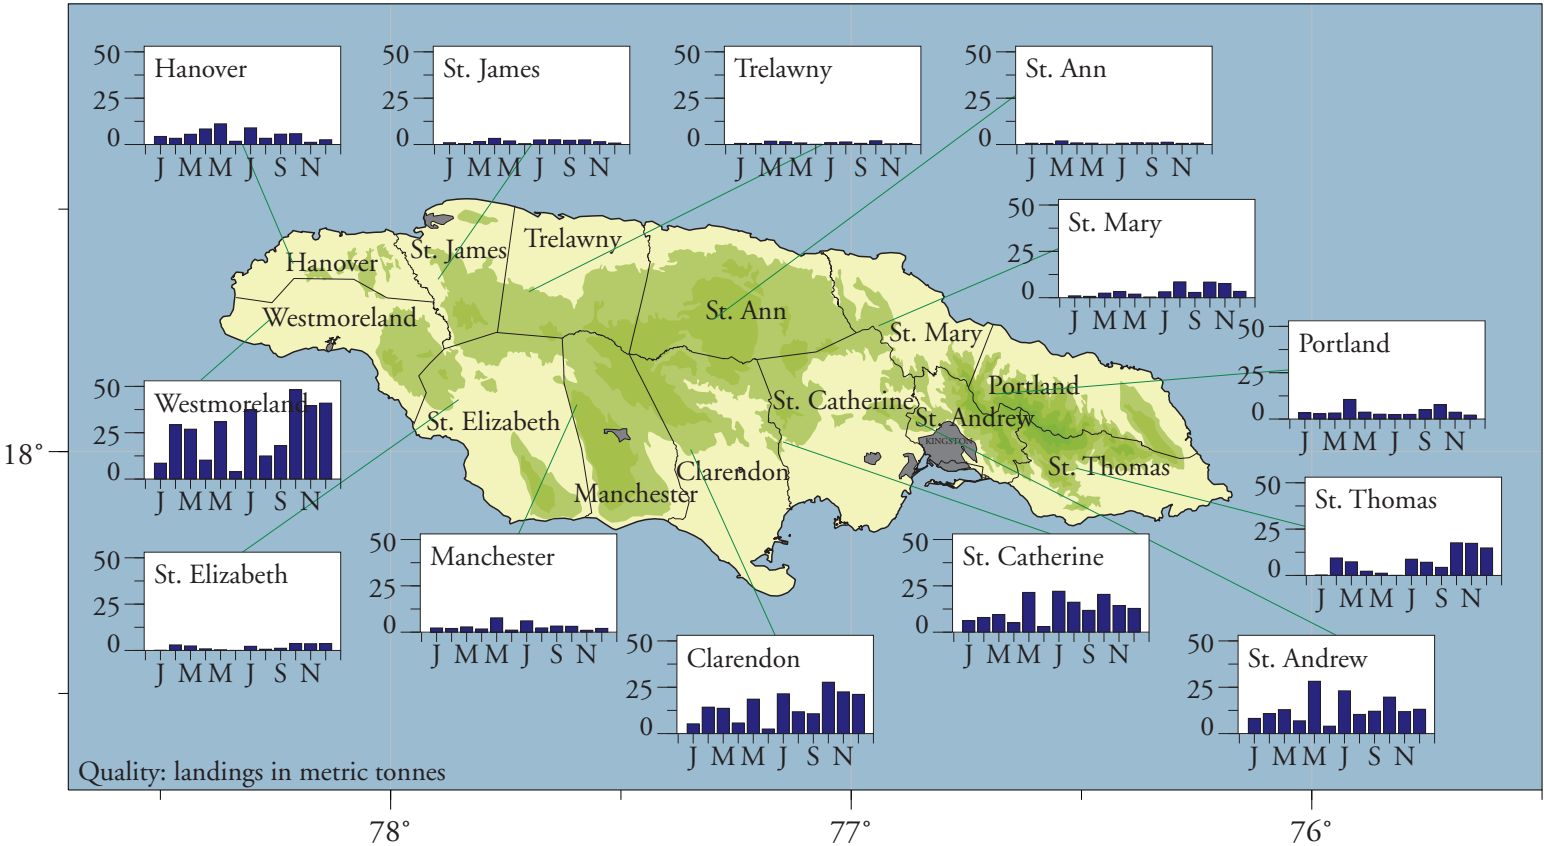 50
25
0
Hanover
J M M J S N
50
25
0
St. James
J M M J S N
50
25
0
Trelawny
J M M J S N
50
25
0
St. Ann
J M M J S N
50
25
0
St. Mary
J M M J S N
50
25
0
Portland
J M M J S N
50
25
0
Westmoreland
J M M J S N
50
25
0
St. Thomas
J M M J S N
50
25
0
St. Elizabeth
J M M J S N
50
25
0
Manchester
J M M J S N
50
25
0
St. Catherine
J M M J S N
50
25
0
Clarendon
J M M J S N
50
25
0
St. Andrew
J M M J S N
Hanover
St. James
Trelawny
Westmoreland
St. Ann
St. Mary
Portland
St. Catherine
St. Andrew
KINGSTON
St. Elizabeth
Clarendon
St. Thomas
Manchester
18°
Quality: landings in metric tonnes
78°
77°
76°